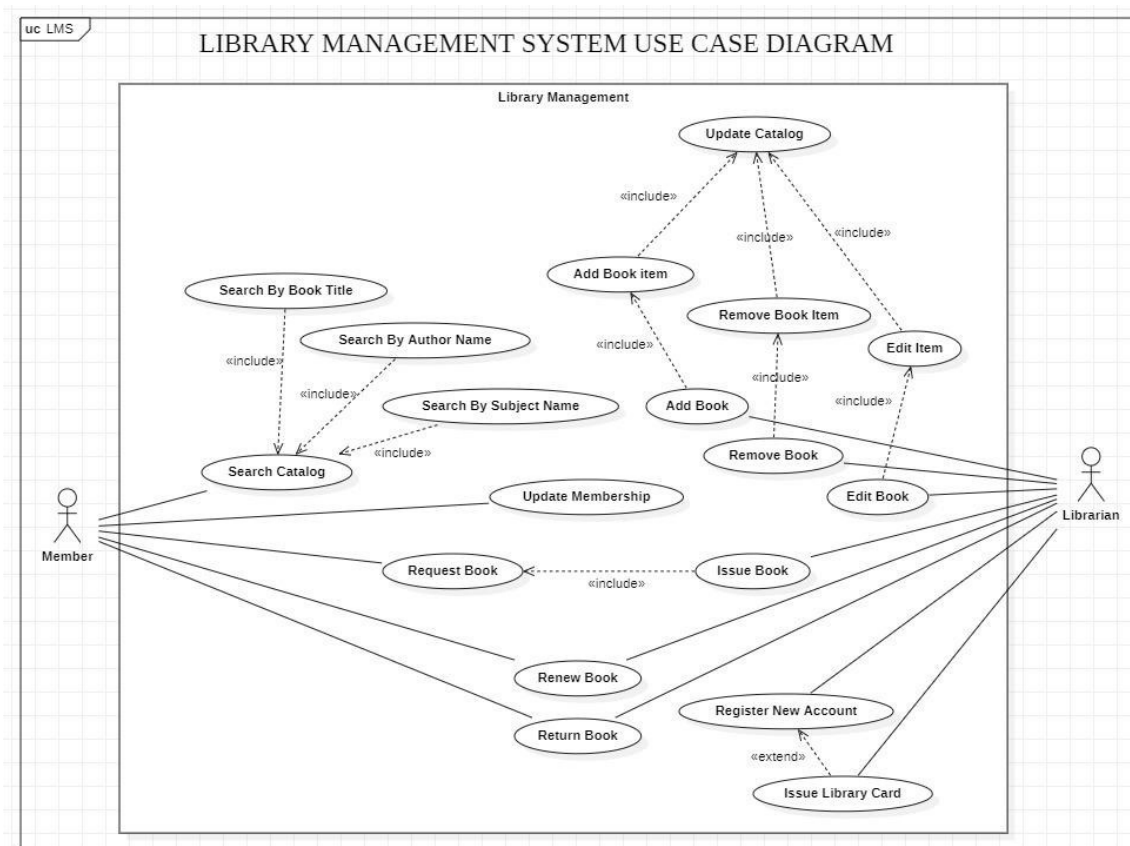 uc LMS
LIBRARY MANAGEMENT SYSTEM USE CASE DIAGRAM
Library Management
Update Catalog
«include»
«include»
«include»
Add Book item
Search By Book Title
Remove Book Item
Search By Author Name
«include»
Edit Item
«include»
«include»
«include»
«include»
Search By Subject Name
Add Book
«include»
Remove Book
Search Catalog
Update Membership
Edit Book
Librarian
Member
Request Book
«include»
Issue Book
Renew Book
Register New Account
Return Book
«extend»
Issue Library Card